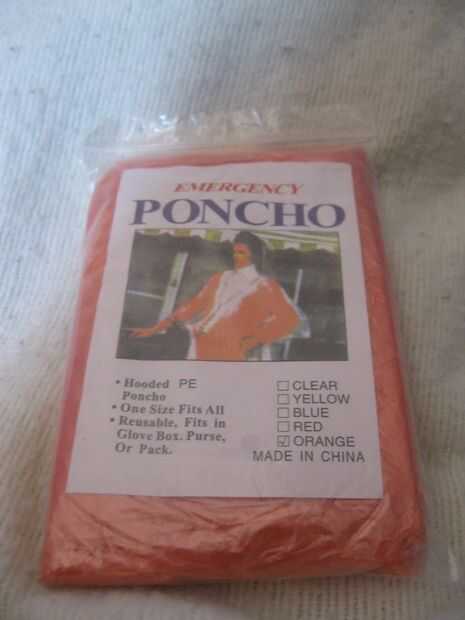 EMERGENCY
PONCHO
• Hooded PE
Poncho
• One Size Fits All
• Reusable, Fits in
Glove Box. Purse,
Or Pack.
☐ CLEAR
☐ YELLOW
☐ BLUE
☐ RED
☑ ORANGE
MADE IN CHINA